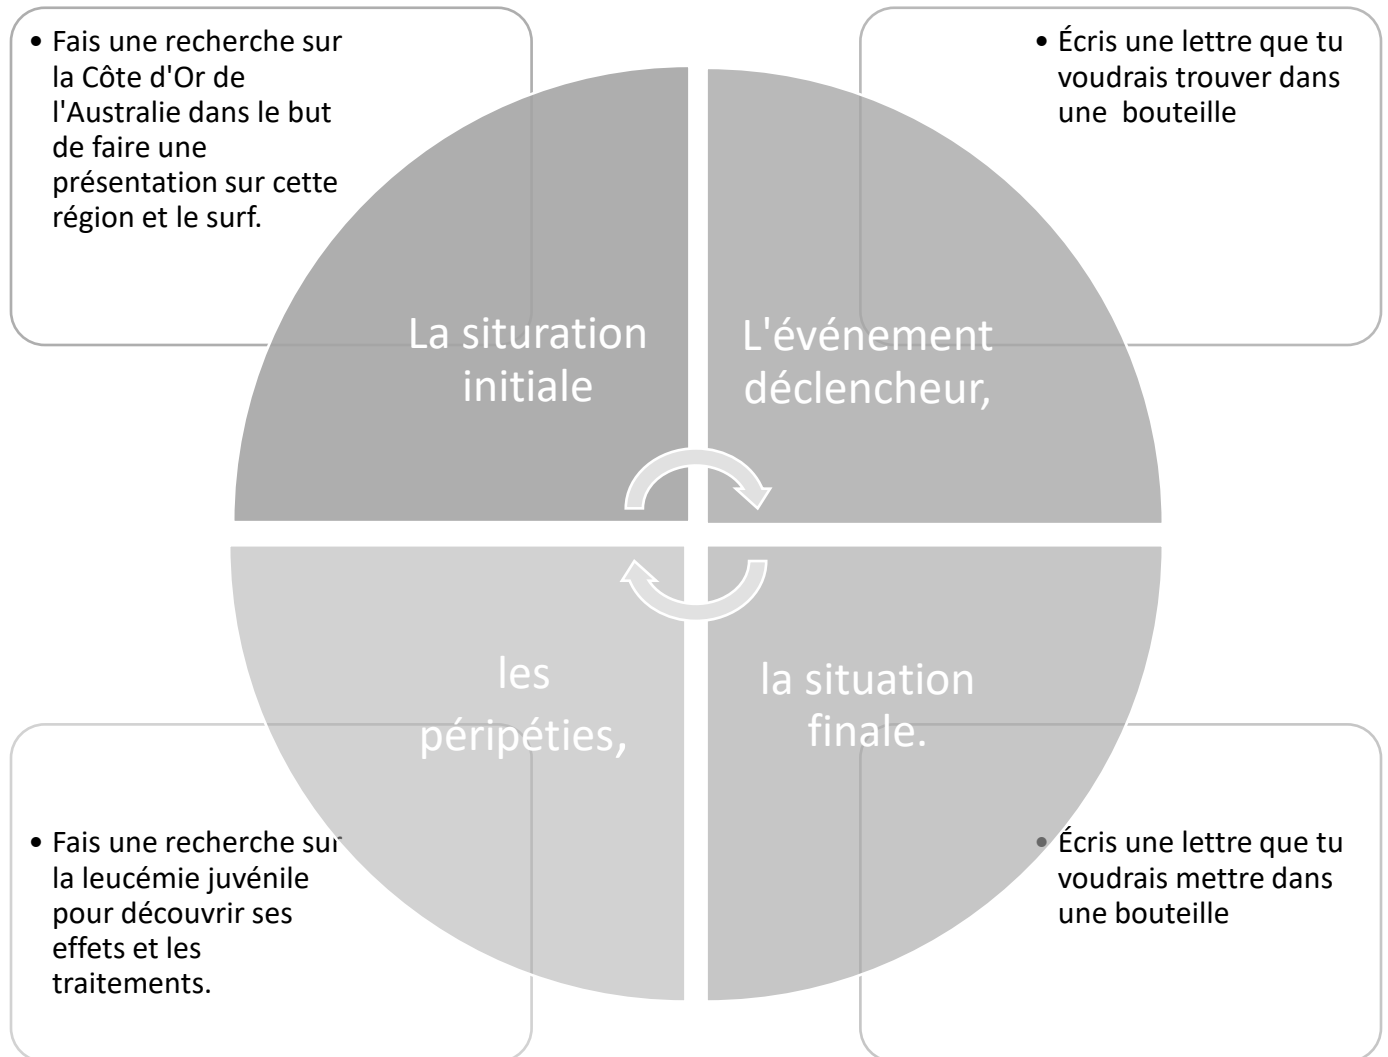 • Fais une recherche sur
la Côte d'Or de
l'Australie dans le but
de faire une
présentation sur cette
région et le surf.
• Écris une lettre que tu
voudrais trouver dans
une  bouteille
La situration
initiale
L'événement
déclencheur,
les
péripéties,
la situation
finale.
• Fais une recherche sur
la leucémie juvénile
pour découvrir ses
effets et les
traitements.
• Écris une lettre que tu
voudrais mettre dans
une bouteille